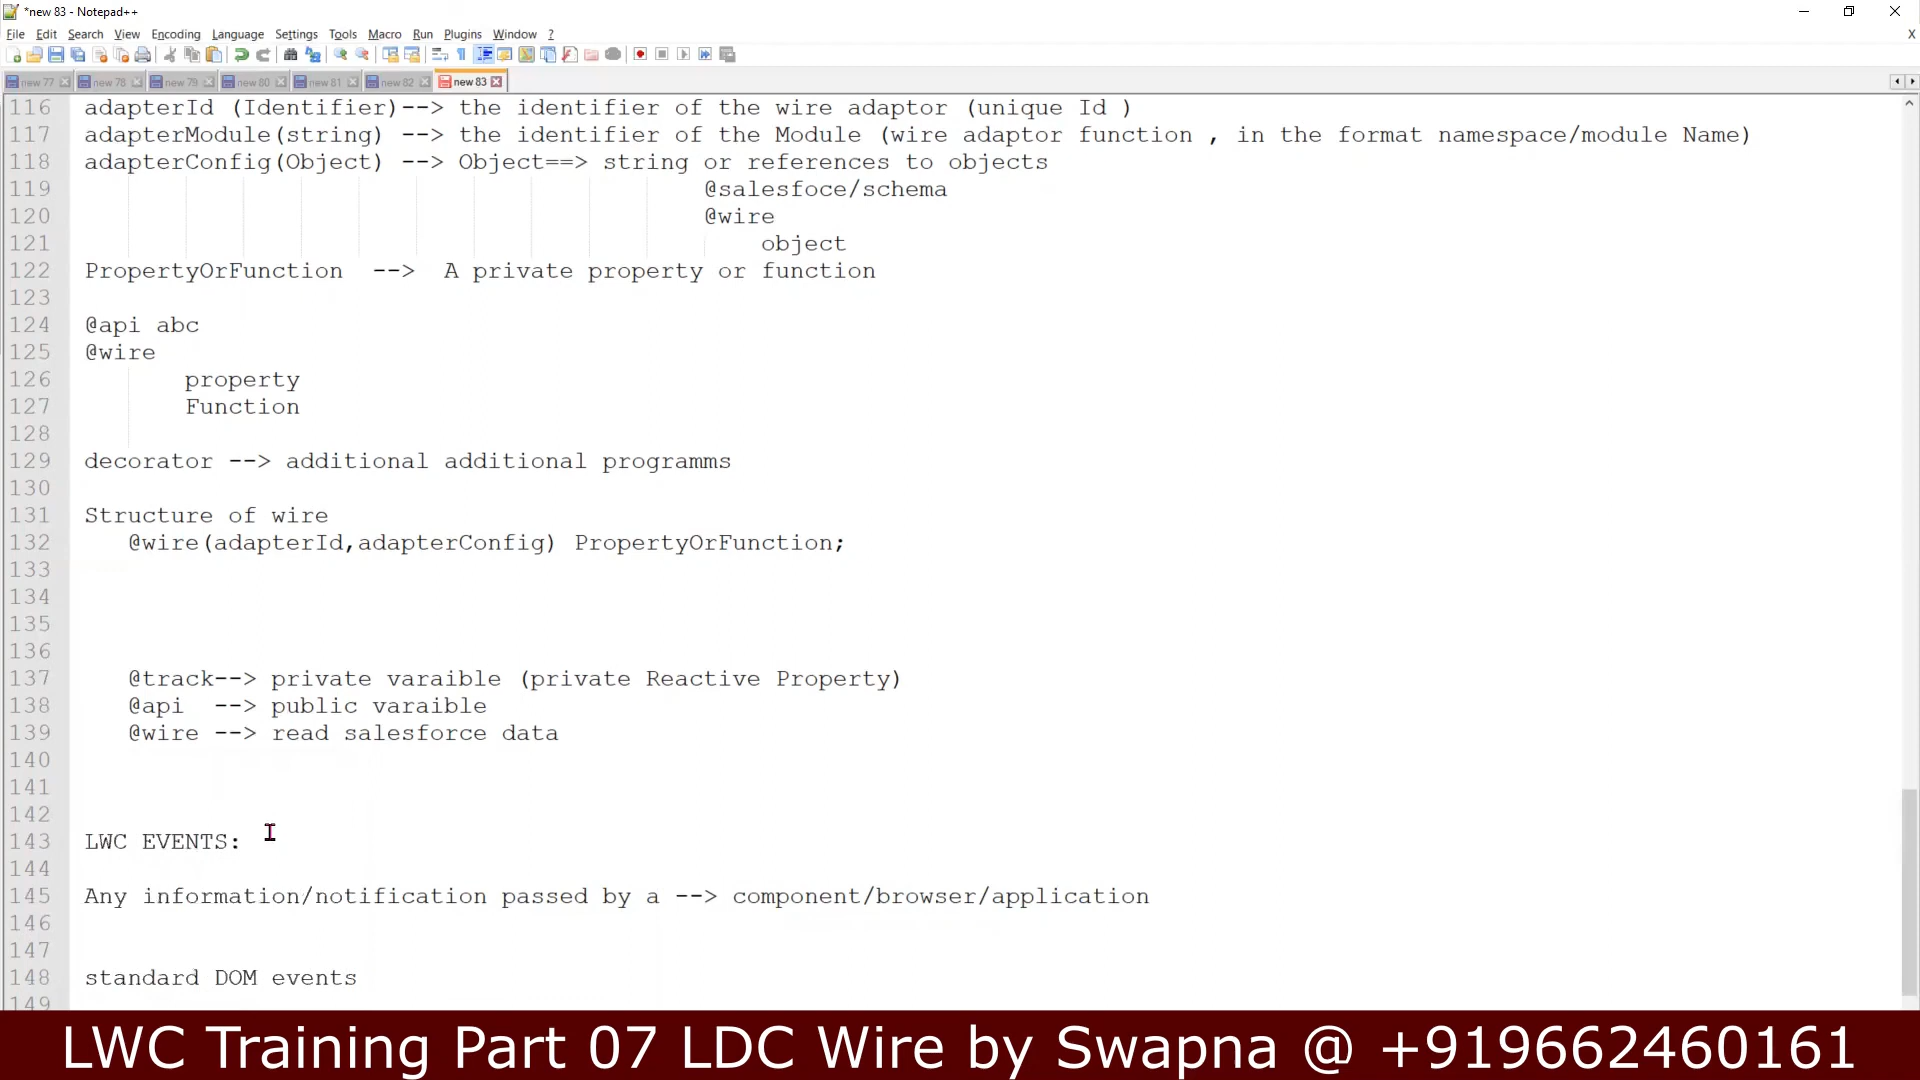 *new 83 - Notepad++
File Edit Search View Encoding Language Settings Tools Macro Run Plugins Window ? X
new 77 new 78 new 79 new 80 new 81 new 82 new 83
116 adapterId (Identifier)--> the identifier of the wire adaptor (unique Id )
117 adapterModule(string) --> the identifier of the Module (wire adaptor function , in the format namespace/module Name)
118 adapterConfig(Object) --> Object==> string or references to objects
119 @salesfoce/schema
120 @wire
121 object
122 PropertyOrFunction --> A private property or function
123
124 @api abc
125 @wire
126 property
127 Function
128
129 decorator --> additional additional programms
130
131 Structure of wire
132 @wire(adapterId,adapterConfig) PropertyOrFunction;
133
134
135
136
137 @track--> private varaible (private Reactive Property)
138 @api --> public varaible
139 @wire --> read salesforce data
140
141
142
143 LWC EVENTS:
144
145 Any information/notification passed by a --> component/browser/application
146
147
148 standard DOM events
149
LWC Training Part 07 LDC Wire by Swapna @ +919662460161